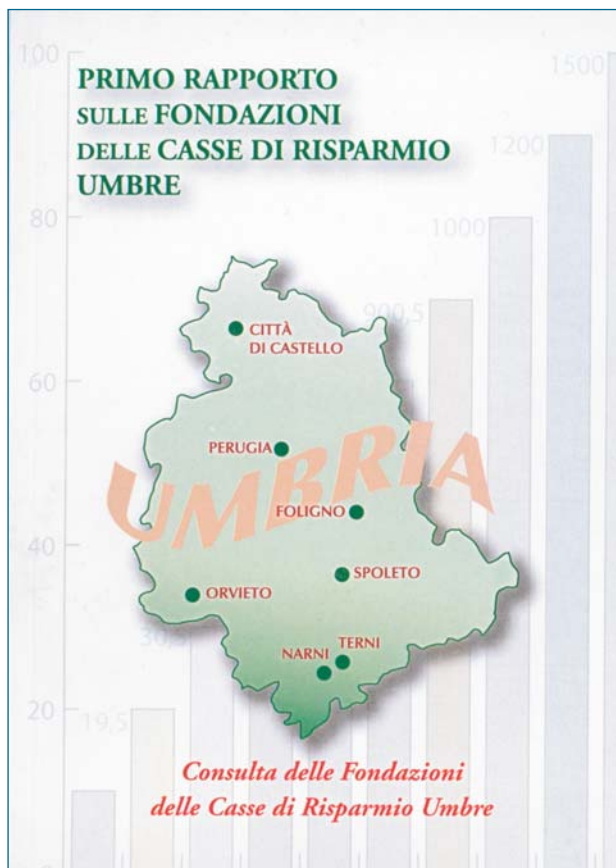 100
1500
PRIMO RAPPORTO
SULLE FONDAZIONI
DELLE CASSE DI RISPARMIO
UMBRE
1200
80
1000
900,5
CITTÀ
DI CASTELLO
60
PERUGIA
UMBRIA
FOLIGNO
40
SPOLETO
ORVIETO
30,5
NARNI
TERNI
20
19,5
Consulta delle Fondazioni
delle Casse di Risparmio Umbre